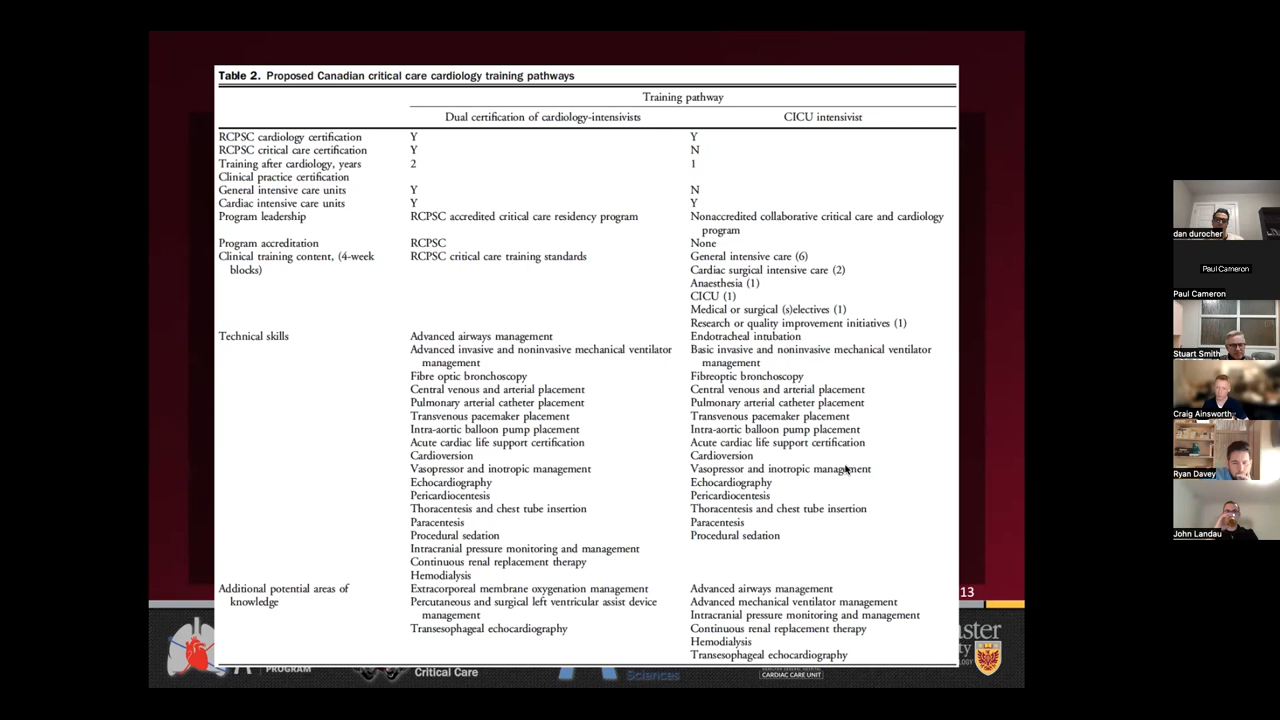 Table 2. Proposed Canadian critical care cardiology training pathways
Training pathway
Dual certification of cardiology-intensivists CICU intensivist
RCPSC cardiology certification Y Y
RCPSC critical care certification Y N
Training after cardiology, years 2 1
Clinical practice certification
General intensive care units Y N
Cardiac intensive care units Y Y
Program leadership RCPSC accredited critical care residency program Nonaccredited collaborative critical care and cardiology
program
Program accreditation RCPSC None
Clinical training content, (4-week RCPSC critical care training standards General intensive care (6)
blocks) Cardiac surgical intensive care (2)
Anaesthesia (1)
CICU (1)
Medical or surgical (s)electives (1)
Research or quality improvement initiatives (1)
Technical skills Advanced airways management Endotracheal intubation
Advanced invasive and noninvasive mechanical ventilator Basic invasive and noninvasive mechanical ventilator
management management
Fibre optic bronchoscopy Fibreoptic bronchoscopy
Central venous and arterial placement Central venous and arterial placement
Pulmonary arterial catheter placement Pulmonary arterial catheter placement
Transvenous pacemaker placement Transvenous pacemaker placement
Intra-aortic balloon pump placement Intra-aortic balloon pump placement
Acute cardiac life support certification Acute cardiac life support certification
Cardioversion Cardioversion
Vasopressor and inotropic management Vasopressor and inotropic management
Echocardiography Echocardiography
Pericardiocentesis Pericardiocentesis
Thoracentesis and chest tube insertion Thoracentesis and chest tube insertion
Paracentesis Paracentesis
Procedural sedation Procedural sedation
Intracranial pressure monitoring and management
Continuous renal replacement therapy
Hemodialysis
Additional potential areas of Extracorporeal membrane oxygenation management Advanced airways management
knowledge Percutaneous and surgical left ventricular assist device Advanced mechanical ventilator management
management Intracranial pressure monitoring and management
Transesophageal echocardiography Continuous renal replacement therapy
Hemodialysis
Transesophageal echocardiography
13
PROGRAM
Critical Care
Sciences
CARDIAC CARE UNIT
dan durocher
Paul Cameron
Paul Cameron
Stuart Smith
Craig Ainsworth
Ryan Davey
John Landau